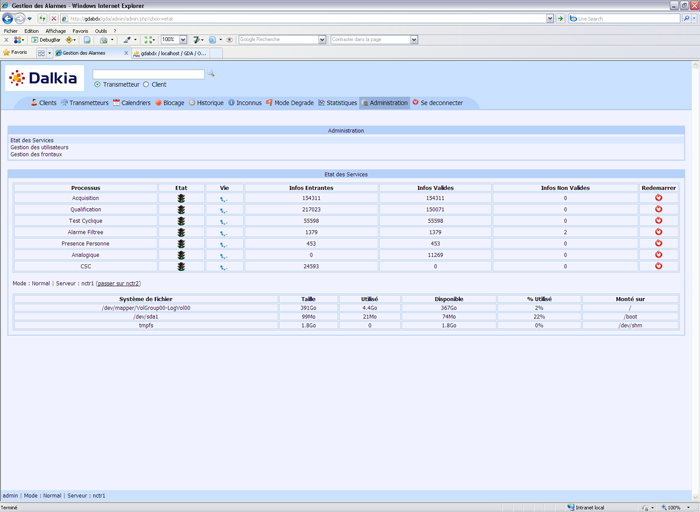 Gestion des Alarmes - Windows Internet Explorer
http://gdabdx/gda/admin/admin.php?choix=etat
Live Search
Fichier Edition Affichage Favoris Outils ?
DebugBar 100% Google Recherche Contracter dans la page
Favoris Gestion des Alarmes gdabdx / localhost / GDA / O...
Dalkia
Transmetteur Client
Clients Transmetteurs Calendriers Blocage Historique Inconnus Mode Degrade Statistiques Administration Se deconnecter
Administration
Etat des Services
Gestion des utilisateurs
Gestion des frontaux
Etat des Services
Processus Etat Vie Infos Entrantes Infos Valides Infos Non Valides Redemarrer
Acquisition 154311 154311 0
Qualification 217023 150071 0
Test Cyclique 55598 55598 0
Alarme Filtree 1379 1379 2
Presence Personne 453 453 0
Analogique 0 11269 0
CSC 24593 0 0
Mode : Normal | Serveur : nctr1 (passer sur nctr2)
Système de Fichier Taille Utilisé Disponible % Utilisé Monté sur
/dev/mapper/VolGroup00-LogVol00 391Go 4.4Go 367Go 2% /
/dev/sda1 99Mo 21Mo 74Mo 22% /boot
tmpfs 1.8Go 0 1.8Go 0% /dev/shm
admin | Mode : Normal | Serveur : nctr1
Terminé Intranet local 100%